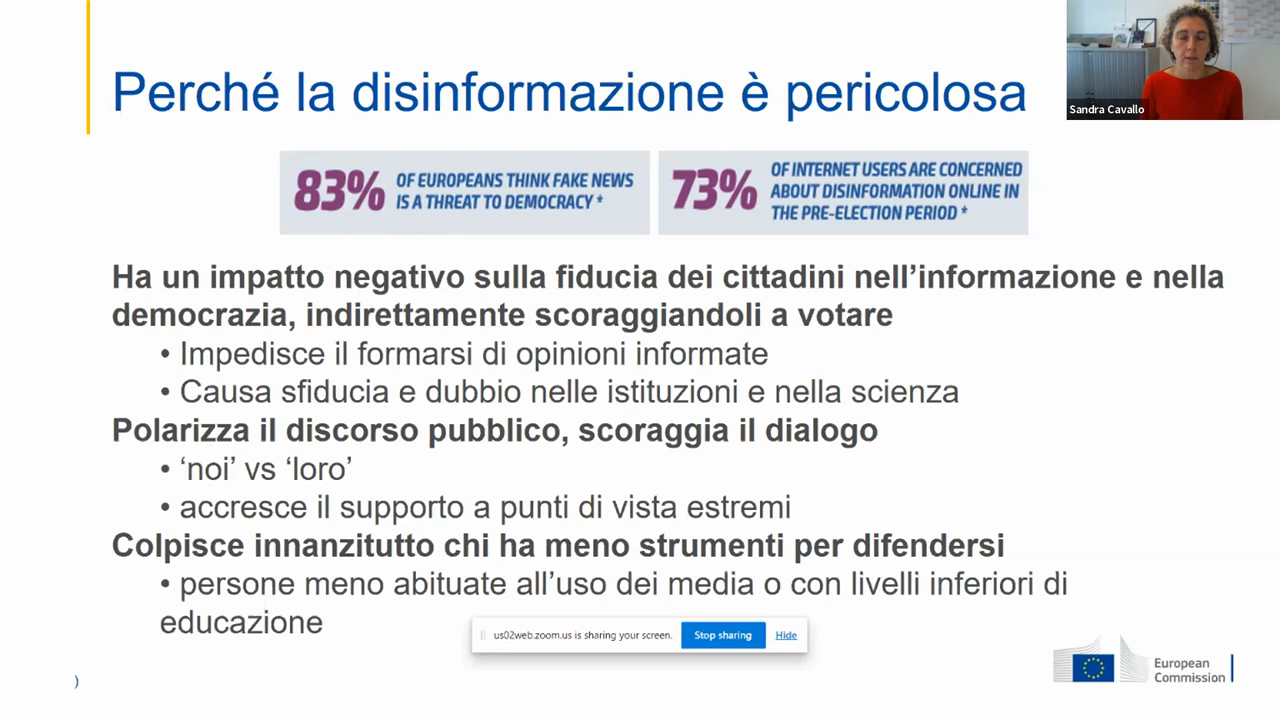 Perché la disinformazione è pericolosa
Sandra Cavallo
83% OF EUROPEANS THINK FAKE NEWS
IS A THREAT TO DEMOCRACY *
73% OF INTERNET USERS ARE CONCERNED
ABOUT DISINFORMATION ONLINE IN
THE PRE-ELECTION PERIOD *
Ha un impatto negativo sulla fiducia dei cittadini nell’informazione e nella
democrazia, indirettamente scoraggiandoli a votare
• Impedisce il formarsi di opinioni informate
• Causa sfiducia e dubbio nelle istituzioni e nella scienza
Polarizza il discorso pubblico, scoraggia il dialogo
• ‘noi’ vs ‘loro’
• accresce il supporto a punti di vista estremi
Colpisce innanzitutto chi ha meno strumenti per difendersi
• persone meno abituate all’uso dei media o con livelli inferiori di
educazione
us02web.zoom.us is sharing your screen. Stop sharing Hide
European
Commission
)